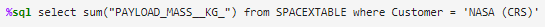 %sql select sum("PAYLOAD_MASS__KG_") from SPACEXTABLE where Customer = 'NASA (CRS)'